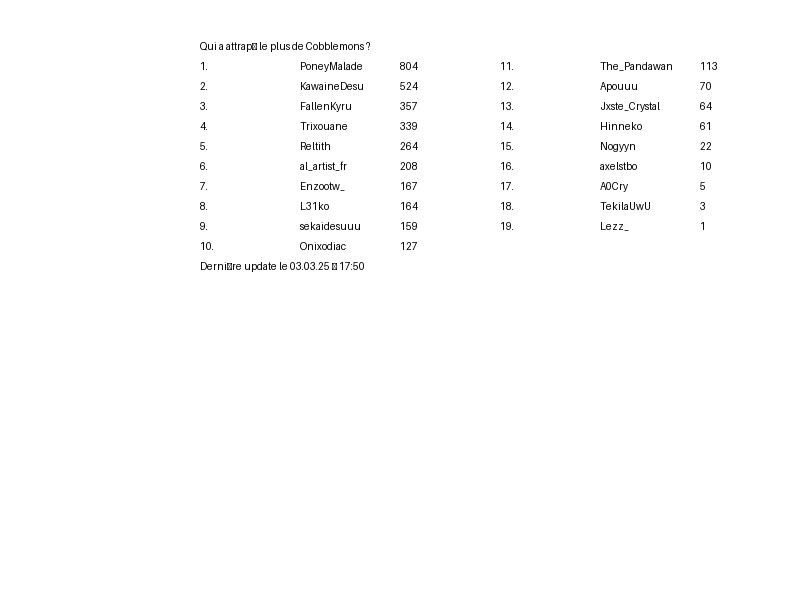 Qui a attrap▯ le plus de Cobblemons ?
1. PoneyMalade 804 11. The_Pandawan 113
2. KawaineDesu 524 12. Apouuu 70
3. FallenKyru 357 13. Jxste_Crystal 64
4. Trixouane 339 14. Hinneko 61
5. Reltith 264 15. Nogyyn 22
6. al_artist_fr 208 16. axelstbo 10
7. Enzootw_ 167 17. A0Cry 5
8. L31ko 164 18. TekilaUwU 3
9. sekaidesuuu 159 19. Lezz_ 1
10. Onixodiac 127
Derni▯re update le 03.03.25 ▯ 17:50